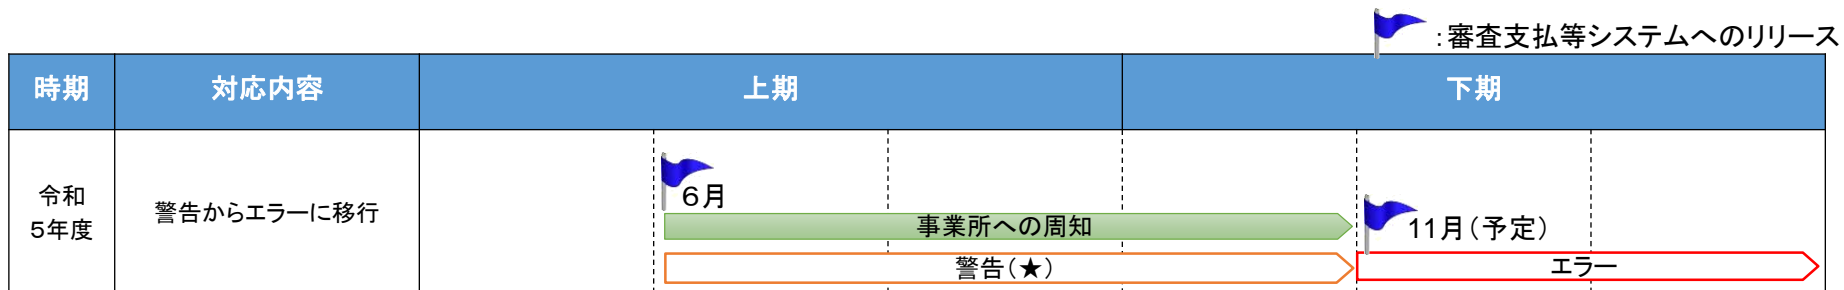 ：審査支払等システムへのリリース
時期 対応内容 上期 下期
令和
5年度
警告からエラーに移行
6月
事業所への周知
11月（予定）
警告（★）
エラー